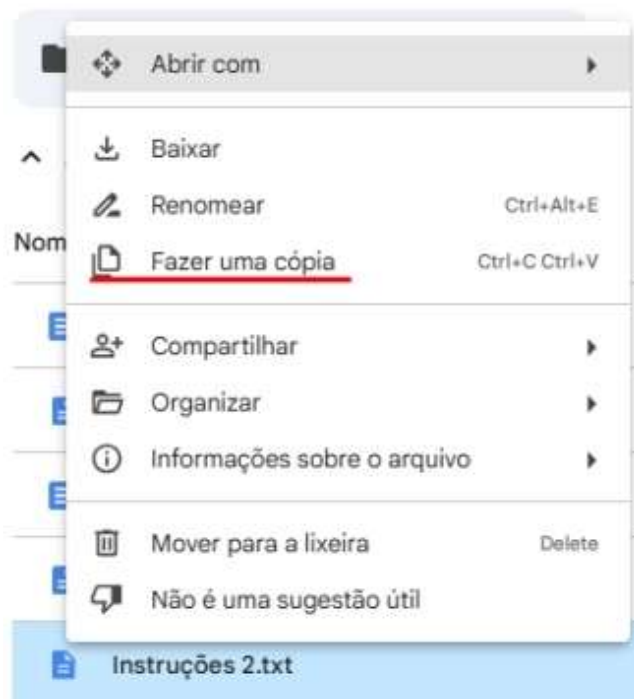 Abrir com
Baixar
Renomear Ctrl+Alt+E
Nom
Fazer uma cópia Ctrl+C Ctrl+V
Compartilhar
Organizar
Informações sobre o arquivo
Mover para a lixeira Delete
Não é uma sugestão útil
Instruções 2.txt